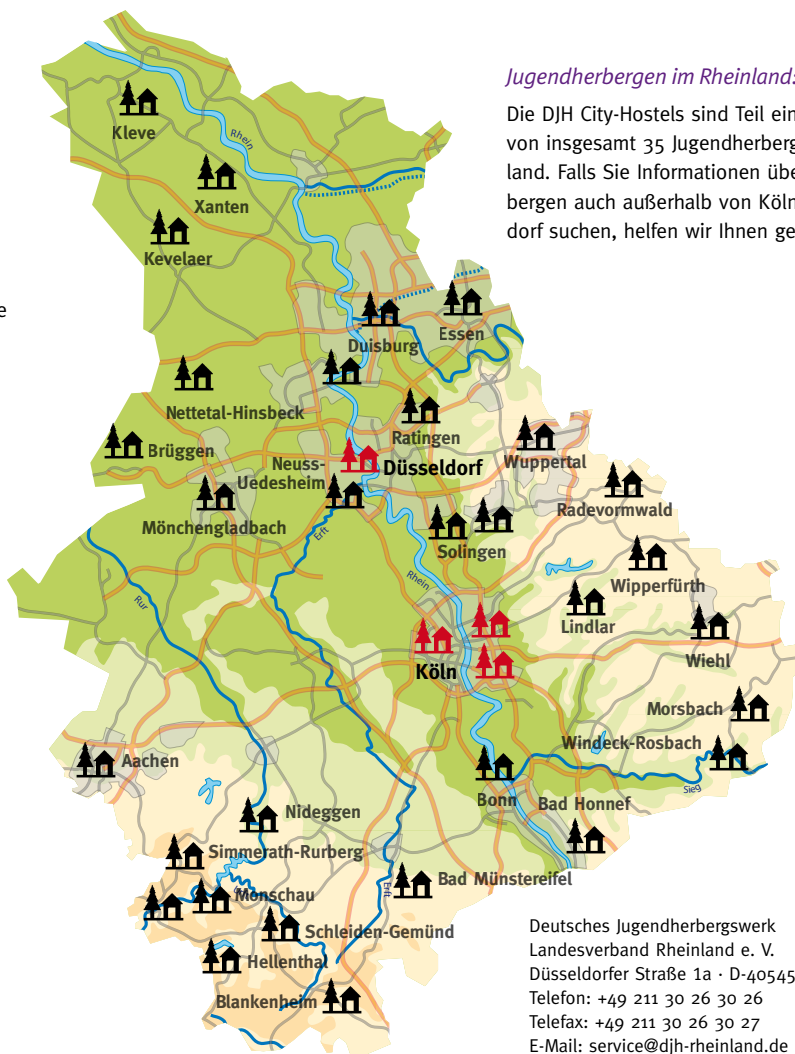 Jugendherbergen im Rheinland:
Die DJH City-Hostels sind Teil ein
von insgesamt 35 Jugendherberg
land. Falls Sie Informationen übe
bergen auch außerhalb von Köln
dorf suchen, helfen wir Ihnen ge
e
Kleve
Rhein
Xanten
Kevelaer
Duisburg
Essen
Nettetal-Hinsbeck
Ratingen
Brüggen
Neuss-
Uedesheim
Düsseldorf
Wuppertal
Mönchengladbach
Radevormwald
Erft
Solingen
Rhein
Wipperfürth
Rur
Lindlar
Köln
Wiehl
Morsbach
Windeck-Rosbach
Aachen
Bonn
Sieg
Bad Honnef
Nideggen
Simmerath-Rurberg
Bad Münstereifel
Erft
Monschau
Schleiden-Gemünd
Hellenthal
Blankenheim
Deutsches Jugendherbergswerk
Landesverband Rheinland e. V.
Düsseldorfer Straße 1a · D-40545
Telefon: +49 211 30 26 30 26
Telefax: +49 211 30 26 30 27
E-Mail: service@djh-rheinland.de